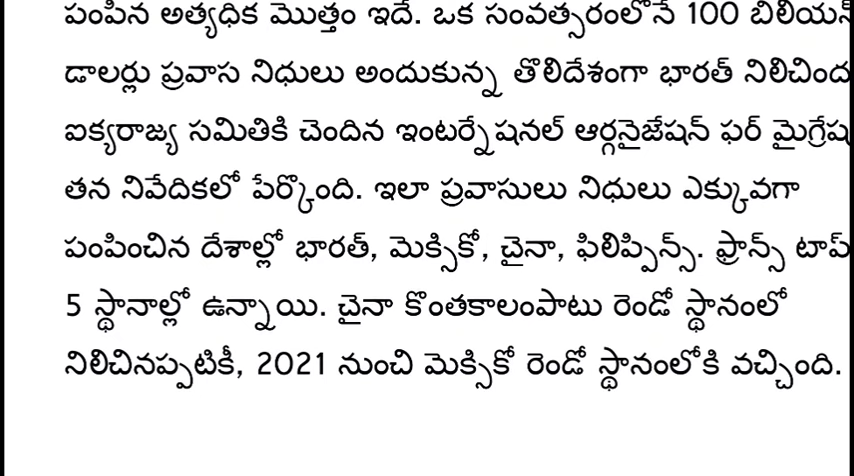 పంపిన అత్యధిక మొత్తం ఇదే. ఒక సంవత్సరంలోనే 100 బిలియన్
డాలర్లు ప్రవాస నిధులు అందుకున్న తొలిదేశంగా భారత్ నిలిచింద
ఐక్యరాజ్య సమితికి చెందిన ఇంటర్నేషనల్ ఆర్గనైజేషన్ ఫర్ మైగ్రేష
తన నివేదికలో పేర్కొంది. ఇలా ప్రవాసులు నిధులు ఎక్కువగా
పంపించిన దేశాల్లో భారత్, మెక్సికో, చైనా, ఫిలిప్పిన్స్. ఫ్రాన్స్ టాప్
5 స్థానాల్లో ఉన్నాయి. చైనా కొంతకాలంపాటు రెండో స్థానంలో
నిలిచినప్పటికీ, 2021 నుంచి మెక్సికో రెండో స్థానంలోకి వచ్చింది.